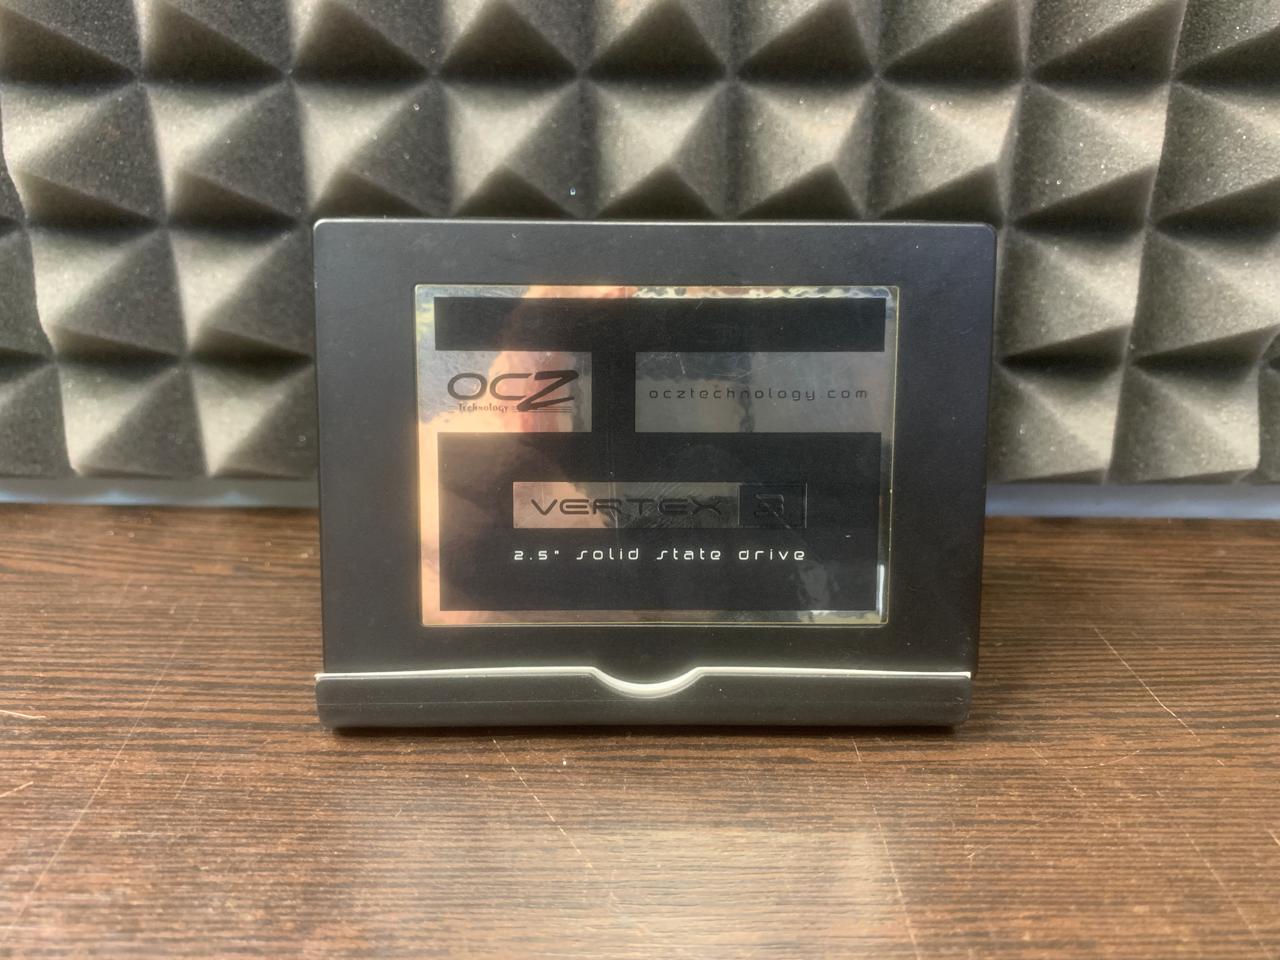 OCZ
Technology
ocztechnology.com
VERTEX 3
2.5" solid state drive